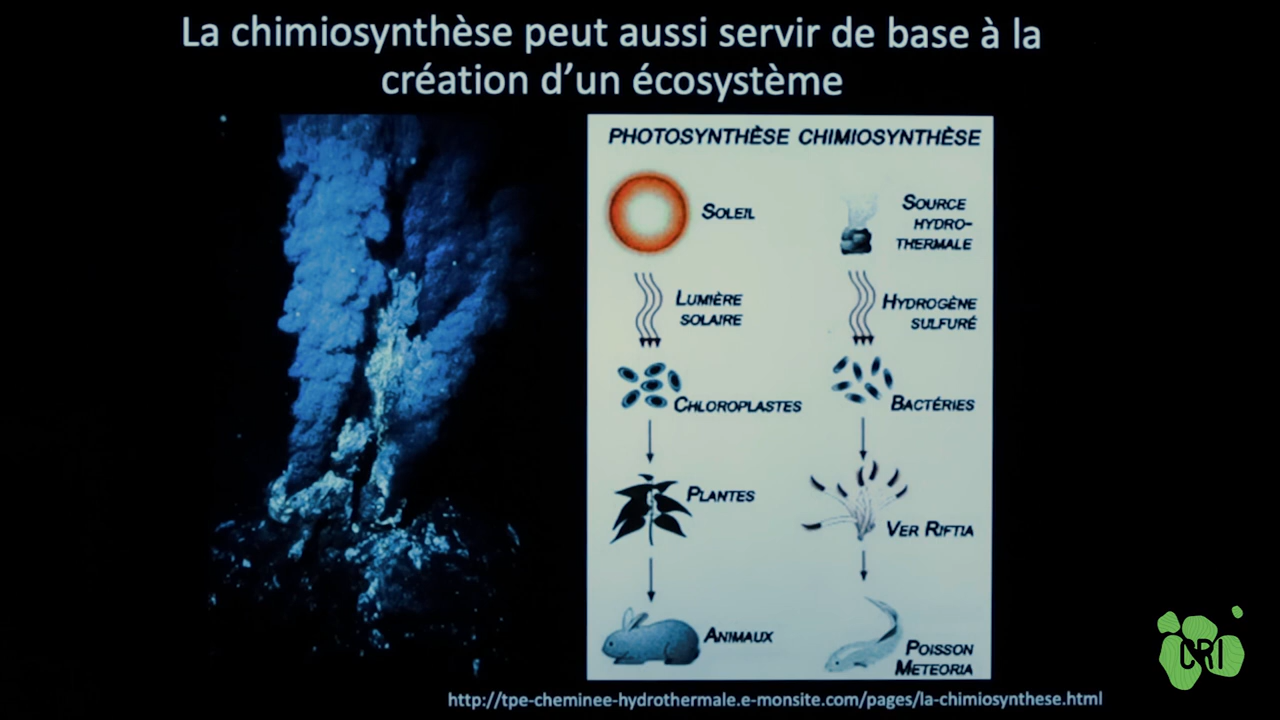 La chimiosynthèse peut aussi servir de base à la
création d'un écosystème
PHOTOSYNTHÈSE CHIMIOSYNTHÈSE
SOLEIL
SOURCE
HYDRO-
THERMALE
LUMIÈRE
SOLAIRE
HYDROGÈNE
SULFURÉ
CHLOROPLASTES
BACTÉRIES
PLANTES
VER RIFTIA
ANIMAUX
POISSON
METEORIA
http://tpe-cheminee-hydrothermale.e-monsite.com/pages/la-chimiosynthese.html
CRI